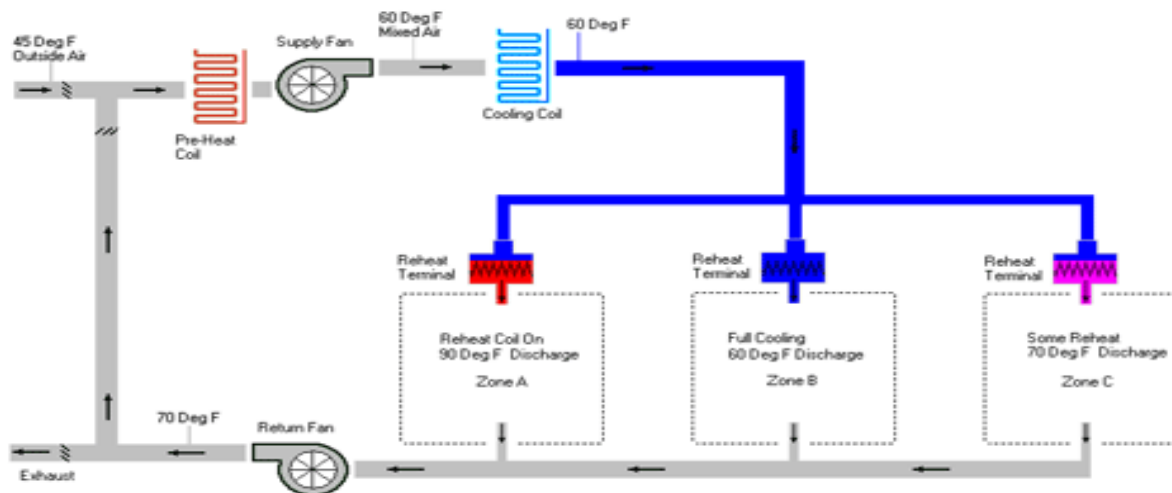 45 Deg F
Outside Air
Supply Fan
60 Deg F
Mixed Air
60 Deg F
Pre-Heat
Coil
Cooling Coil
Reheat
Terminal
Reheat
Terminal
Reheat
Terminal
Reheat Coil On
90 Deg F Discharge
Zone A
Full Cooling
60 Deg F Discharge
Zone B
Some Reheat
70 Deg F Discharge
Zone C
70 Deg F
Return Fan
Exhaust